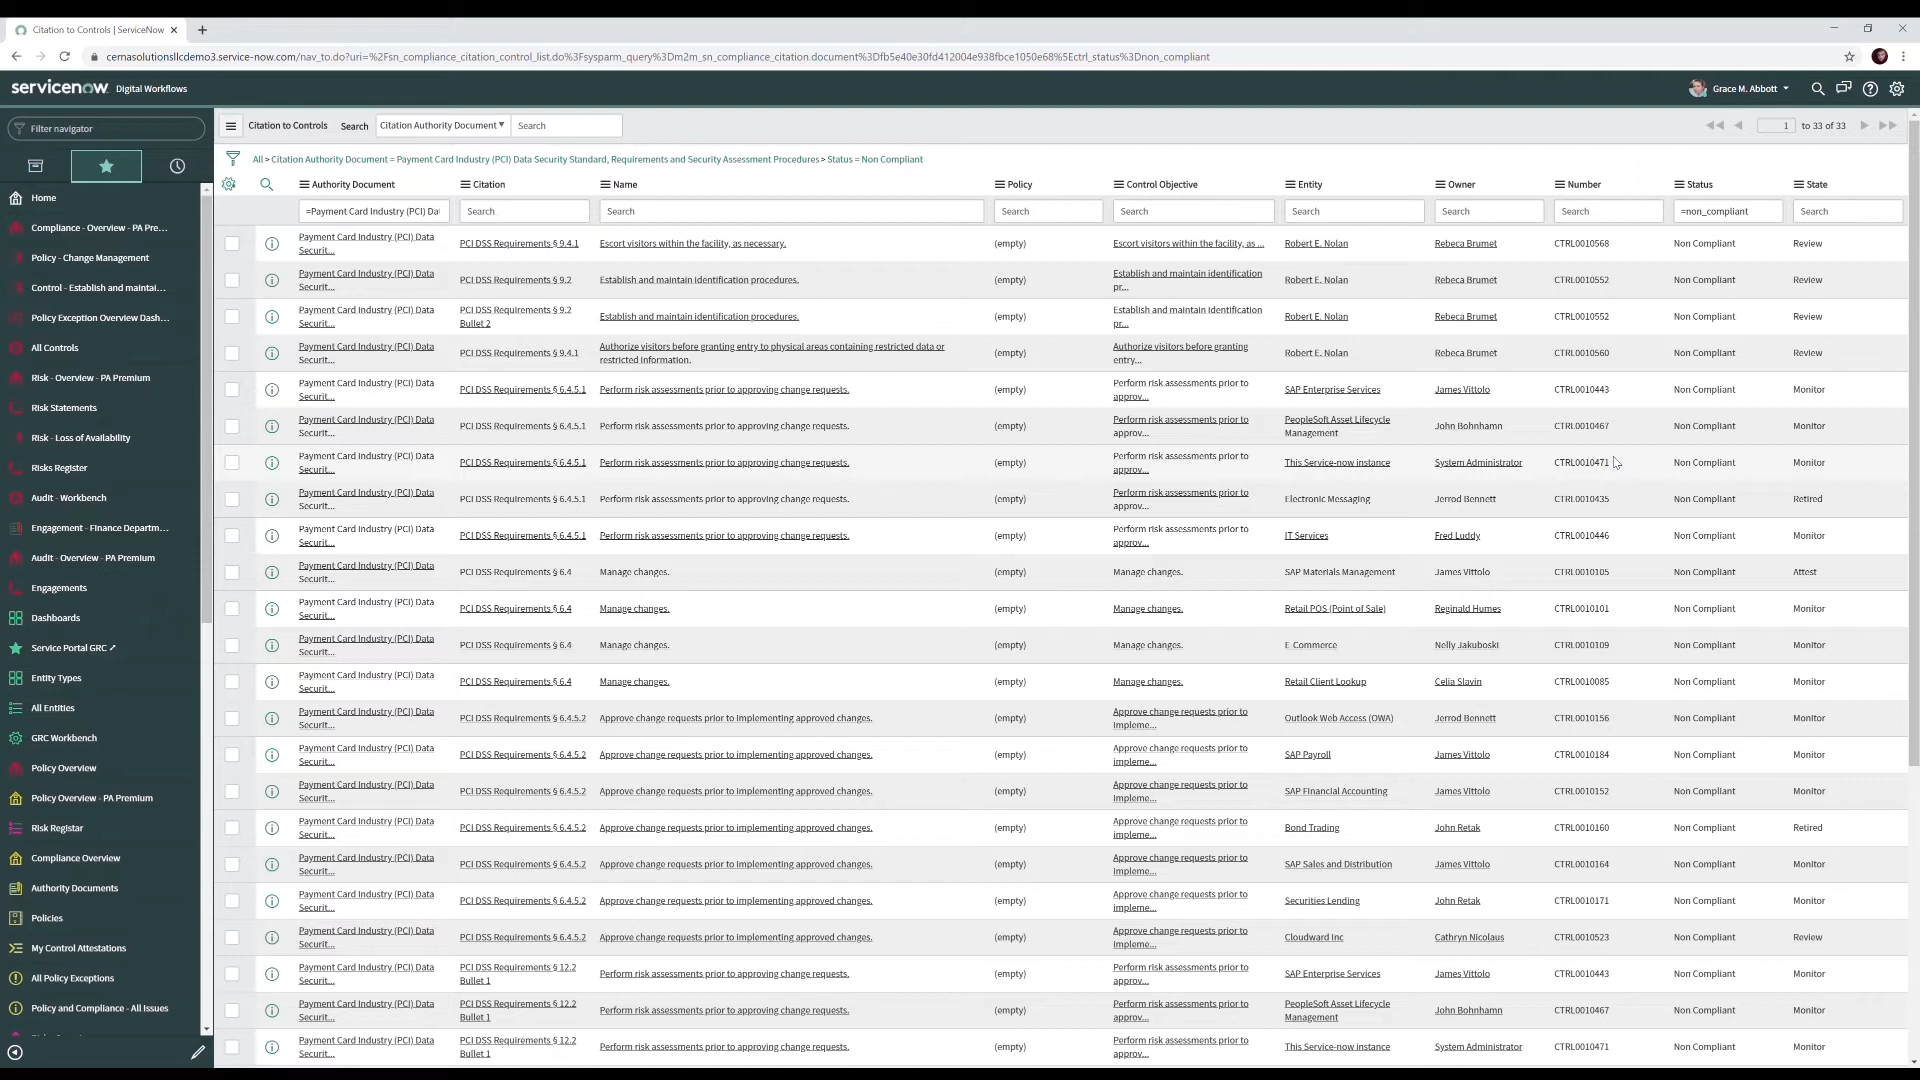 Citation to Controls | ServiceNow
cernasolutionsllcdemo3.service-now.com/nav_to.do?uri=%2Fsn_compliance_citation_control_list.do%3Fsysparm_query%3Dm2m_sn_compliance_citation.document%3Dfb5e40e30fd412004e938fbce1050e68%5Ectrl_status%3Dnon_compliant
servicenow Digital Workflows
Grace M. Abbott
Filter navigator
Home
Compliance - Overview - PA Pre...
Policy - Change Management
Control - Establish and maintai...
Policy Exception Overview Dash...
All Controls
Risk - Overview - PA Premium
Risk Statements
Risk - Loss of Availability
Risks Register
Audit - Workbench
Engagement - Finance Departm...
Audit - Overview - PA Premium
Engagements
Dashboards
Service Portal GRC
Entity Types
All Entities
GRC Workbench
Policy Overview
Policy Overview - PA Premium
Risk Registar
Compliance Overview
Authority Documents
Policies
My Control Attestations
All Policy Exceptions
Policy and Compliance - All Issues
Citation to Controls Search Citation Authority Document Search 1 to 33 of 33
All > Citation Authority Document = Payment Card Industry (PCI) Data Security Standard, Requirements and Security Assessment Procedures > Status = Non Compliant
Authority Document Citation Name Policy Control Objective Entity Owner Number Status State
=Payment Card Industry (PCI) Dat Search Search Search Search Search Search Search =non_compliant Search
Payment Card Industry (PCI) Data Securit... PCI DSS Requirements § 9.4.1 Escort visitors within the facility, as necessary. (empty) Escort visitors within the facility, as ... Robert E. Nolan Rebeca Brumet CTRL0010568 Non Compliant Review
Payment Card Industry (PCI) Data Securit... PCI DSS Requirements § 9.2 Establish and maintain identification procedures. (empty) Establish and maintain identification pr... Robert E. Nolan Rebeca Brumet CTRL0010552 Non Compliant Review
Payment Card Industry (PCI) Data Securit... PCI DSS Requirements § 9.2 Bullet 2 Establish and maintain identification procedures. (empty) Establish and maintain identification pr... Robert E. Nolan Rebeca Brumet CTRL0010552 Non Compliant Review
Payment Card Industry (PCI) Data Securit... PCI DSS Requirements § 9.4.1 Authorize visitors before granting entry to physical areas containing restricted data or restricted information. (empty) Authorize visitors before granting entry... Robert E. Nolan Rebeca Brumet CTRL0010560 Non Compliant Review
Payment Card Industry (PCI) Data Securit... PCI DSS Requirements § 6.4.5.1 Perform risk assessments prior to approving change requests. (empty) Perform risk assessments prior to approv... SAP Enterprise Services James Vittolo CTRL0010443 Non Compliant Monitor
Payment Card Industry (PCI) Data Securit... PCI DSS Requirements § 6.4.5.1 Perform risk assessments prior to approving change requests. (empty) Perform risk assessments prior to approv... PeopleSoft Asset Lifecycle Management John Bohnhamn CTRL0010467 Non Compliant Monitor
Payment Card Industry (PCI) Data Securit... PCI DSS Requirements § 6.4.5.1 Perform risk assessments prior to approving change requests. (empty) Perform risk assessments prior to approv... This Service-now instance System Administrator CTRL0010471 Non Compliant Monitor
Payment Card Industry (PCI) Data Securit... PCI DSS Requirements § 6.4.5.1 Perform risk assessments prior to approving change requests. (empty) Perform risk assessments prior to approv... Electronic Messaging Jerrod Bennett CTRL0010435 Non Compliant Retired
Payment Card Industry (PCI) Data Securit... PCI DSS Requirements § 6.4.5.1 Perform risk assessments prior to approving change requests. (empty) Perform risk assessments prior to approv... IT Services Fred Luddy CTRL0010446 Non Compliant Monitor
Payment Card Industry (PCI) Data Securit... PCI DSS Requirements § 6.4 Manage changes. (empty) Manage changes. SAP Materials Management James Vittolo CTRL0010105 Non Compliant Attest
Payment Card Industry (PCI) Data Securit... PCI DSS Requirements § 6.4 Manage changes. (empty) Manage changes. Retail POS (Point of Sale) Reginald Humes CTRL0010101 Non Compliant Monitor
Payment Card Industry (PCI) Data Securit... PCI DSS Requirements § 6.4 Manage changes. (empty) Manage changes. E-Commerce Nelly Jakuboski CTRL0010109 Non Compliant Monitor
Payment Card Industry (PCI) Data Securit... PCI DSS Requirements § 6.4 Manage changes. (empty) Manage changes. Retail Client Lookup Celia Slavin CTRL0010085 Non Compliant Monitor
Payment Card Industry (PCI) Data Securit... PCI DSS Requirements § 6.4.5.2 Approve change requests prior to implementing approved changes. (empty) Approve change requests prior to impleme... Outlook Web Access (OWA) Jerrod Bennett CTRL0010156 Non Compliant Monitor
Payment Card Industry (PCI) Data Securit... PCI DSS Requirements § 6.4.5.2 Approve change requests prior to implementing approved changes. (empty) Approve change requests prior to impleme... SAP Payroll James Vittolo CTRL0010184 Non Compliant Monitor
Payment Card Industry (PCI) Data Securit... PCI DSS Requirements § 6.4.5.2 Approve change requests prior to implementing approved changes. (empty) Approve change requests prior to impleme... SAP Financial Accounting James Vittolo CTRL0010152 Non Compliant Monitor
Payment Card Industry (PCI) Data Securit... PCI DSS Requirements § 6.4.5.2 Approve change requests prior to implementing approved changes. (empty) Approve change requests prior to impleme... Bond Trading John Retak CTRL0010160 Non Compliant Retired
Payment Card Industry (PCI) Data Securit... PCI DSS Requirements § 6.4.5.2 Approve change requests prior to implementing approved changes. (empty) Approve change requests prior to impleme... SAP Sales and Distribution James Vittolo CTRL0010164 Non Compliant Monitor
Payment Card Industry (PCI) Data Securit... PCI DSS Requirements § 6.4.5.2 Approve change requests prior to implementing approved changes. (empty) Approve change requests prior to impleme... Securities Lending John Retak CTRL0010171 Non Compliant Monitor
Payment Card Industry (PCI) Data Securit... PCI DSS Requirements § 6.4.5.2 Approve change requests prior to implementing approved changes. (empty) Approve change requests prior to impleme... Cloudward Inc Cathryn Nicolaus CTRL0010523 Non Compliant Review
Payment Card Industry (PCI) Data Securit... PCI DSS Requirements § 12.2 Bullet 1 Perform risk assessments prior to approving change requests. (empty) Perform risk assessments prior to approv... SAP Enterprise Services James Vittolo CTRL0010443 Non Compliant Monitor
Payment Card Industry (PCI) Data Securit... PCI DSS Requirements § 12.2 Bullet 1 Perform risk assessments prior to approving change requests. (empty) Perform risk assessments prior to approv... PeopleSoft Asset Lifecycle Management John Bohnhamn CTRL0010467 Non Compliant Monitor
Payment Card Industry (PCI) Data Securit... PCI DSS Requirements § 12.2 Bullet 1 Perform risk assessments prior to approving change requests. (empty) Perform risk assessments prior to approv... This Service-now instance System Administrator CTRL0010471 Non Compliant Monitor